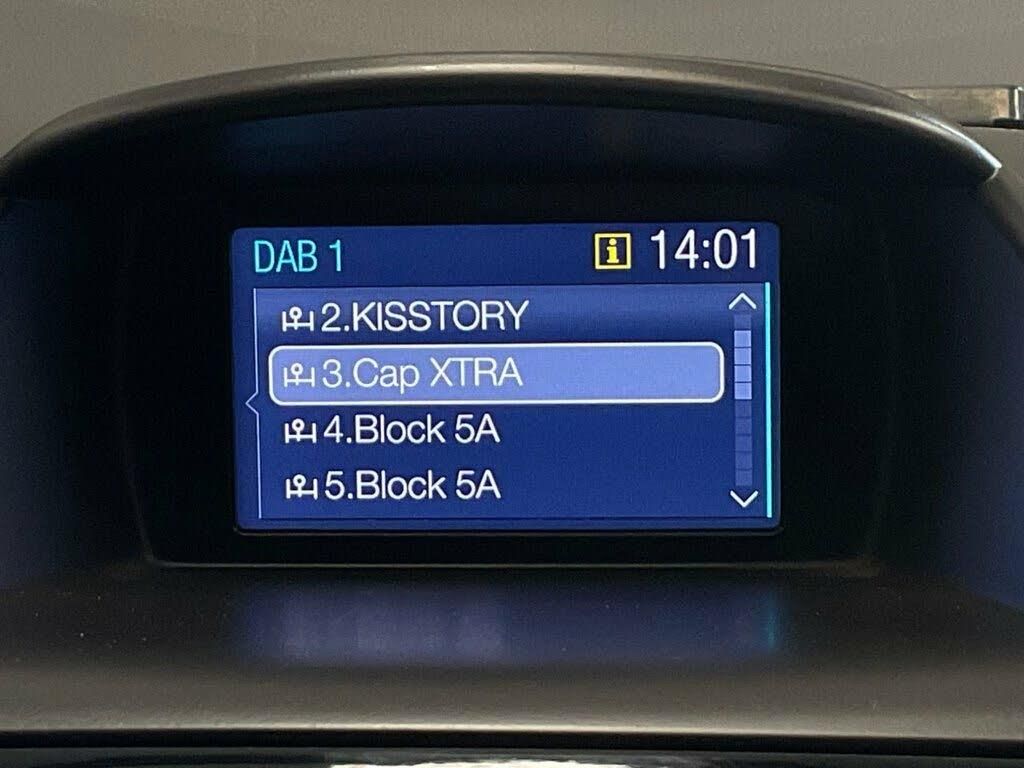 DAB 1
i 14:01
2.KISSTORY
3.Cap XTRA
4.Block 5A
5.Block 5A